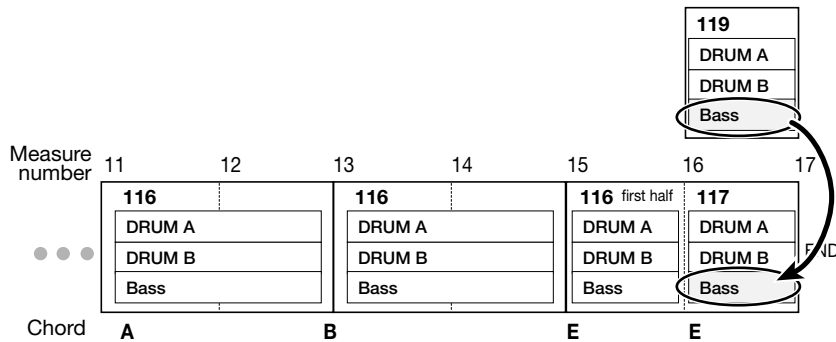 119
DRUM A
DRUM B
Bass
Measure number 11 12 13 14 15 16 17
116 116 116 first half 117
DRUM A DRUM A DRUM A DRUM A
DRUM B DRUM B DRUM B DRUM B END
Bass Bass Bass Bass
Chord A B E E